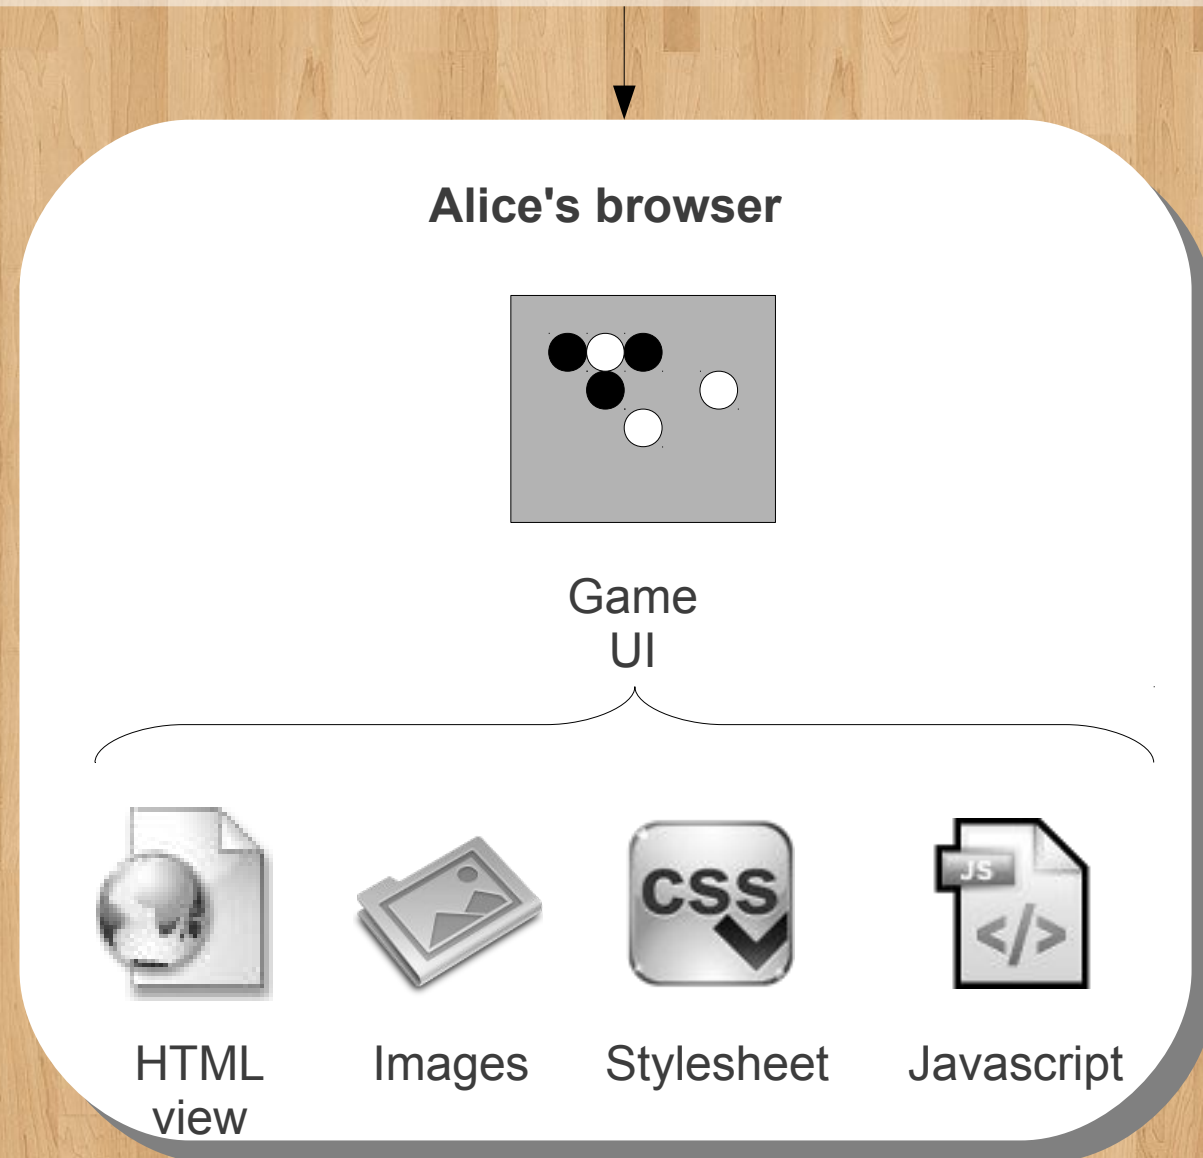 Alice's browser
Game
UI
CSS
JS
</>
HTML
view
Images
Stylesheet
Javascript